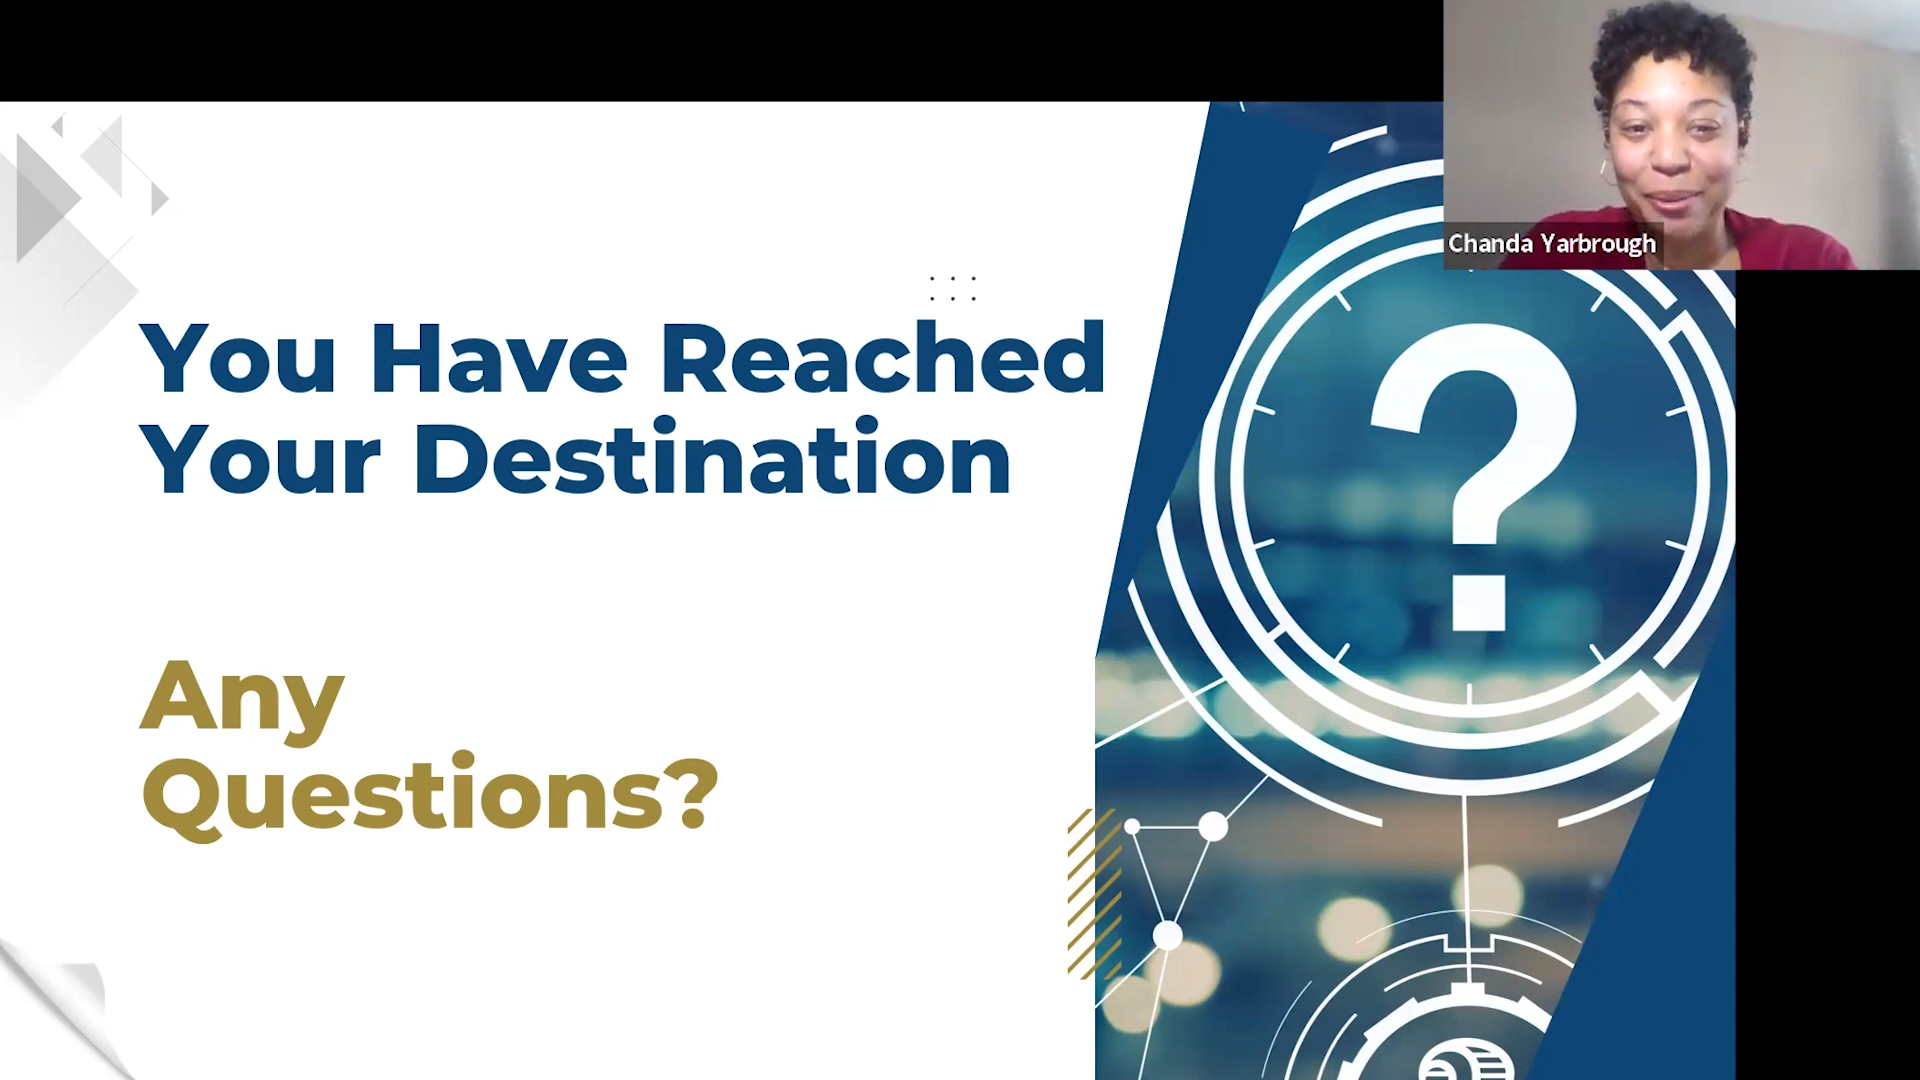 Chanda Yarbrough
You Have Reached
Your Destination
Any
Questions?
?